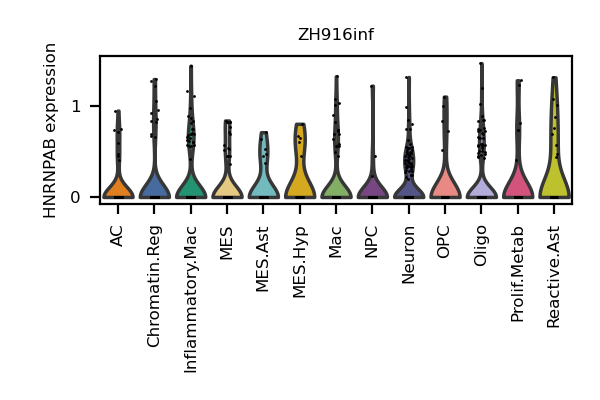 ZH916inf
HNRNPAB expression
1
0
AC
Chromatin.Reg
Inflammatory.Mac
MES
MES.Ast
MES.Hyp
Mac
NPC
Neuron
OPC
Oligo
Prolif.Metab
Reactive.Ast